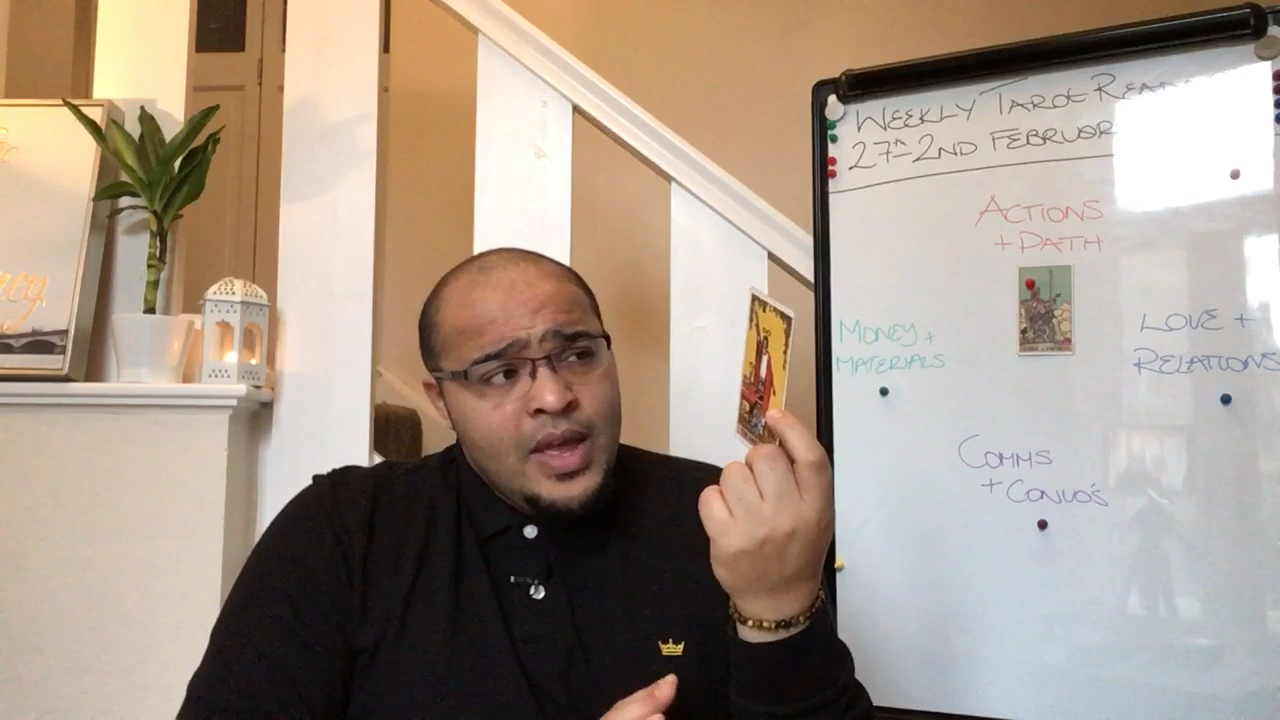 WEEKLY TAROT READ
27th-2ND FEBRUAR
ACTIONS
+ PATH
MONEY +
MATERIALS
LOVE +
RELATIONS
COMMS
+ CONVO'S